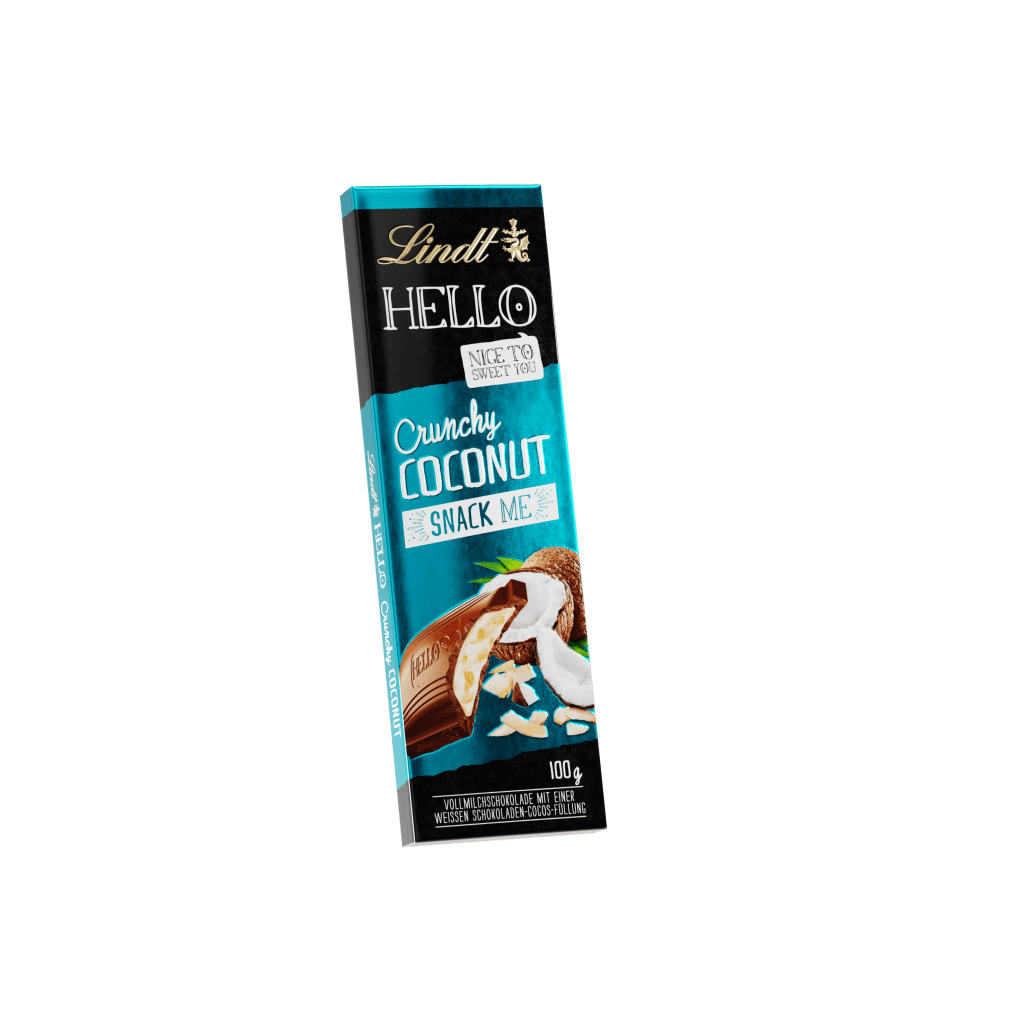 Lindt
HELLO
NICE TO
SWEET YOU
Crunchy
COCONUT
SNACK ME
HELLO
100 g
VOLLMILCHSCHOKOLADE MIT EINER
WEISSEN SCHOKOLADEN-COCOS-FÜLLUNG
Lindt HELLO Crunchy COCONUT